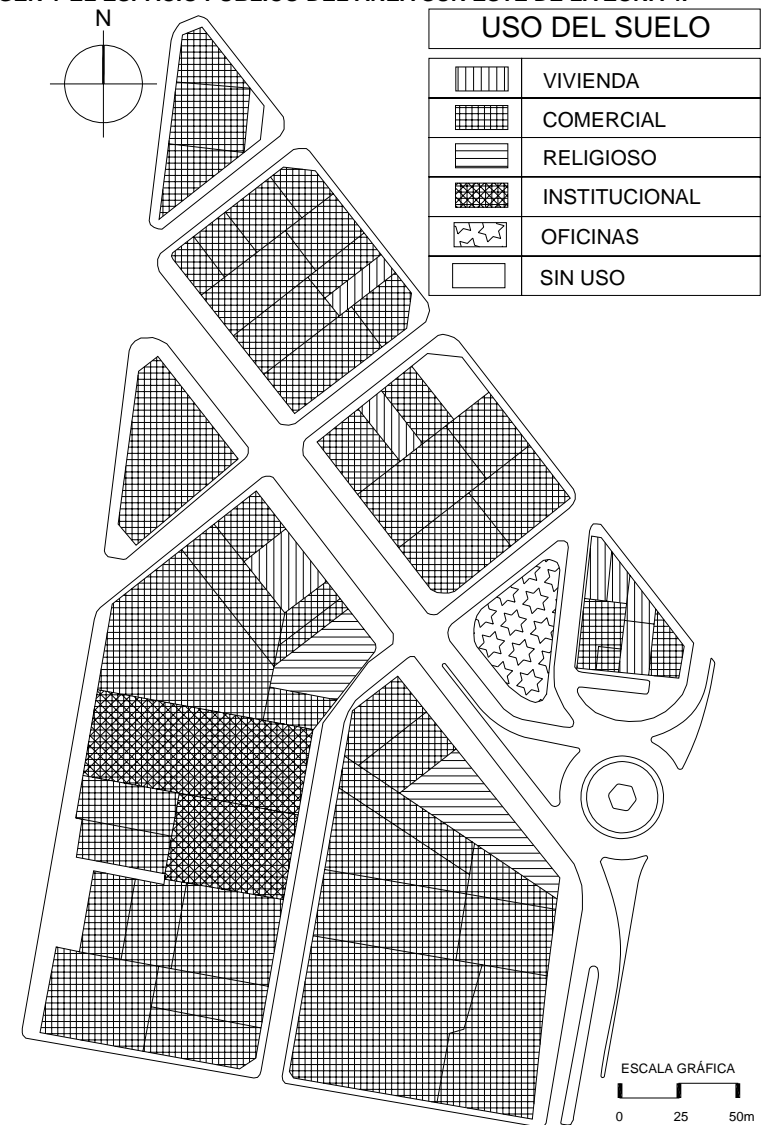 N
USO DEL SUELO
VIVIENDA
COMERCIAL
RELIGIOSO
INSTITUCIONAL
OFICINAS
SIN USO
ESCALA GRÁFICA
0 25 50m